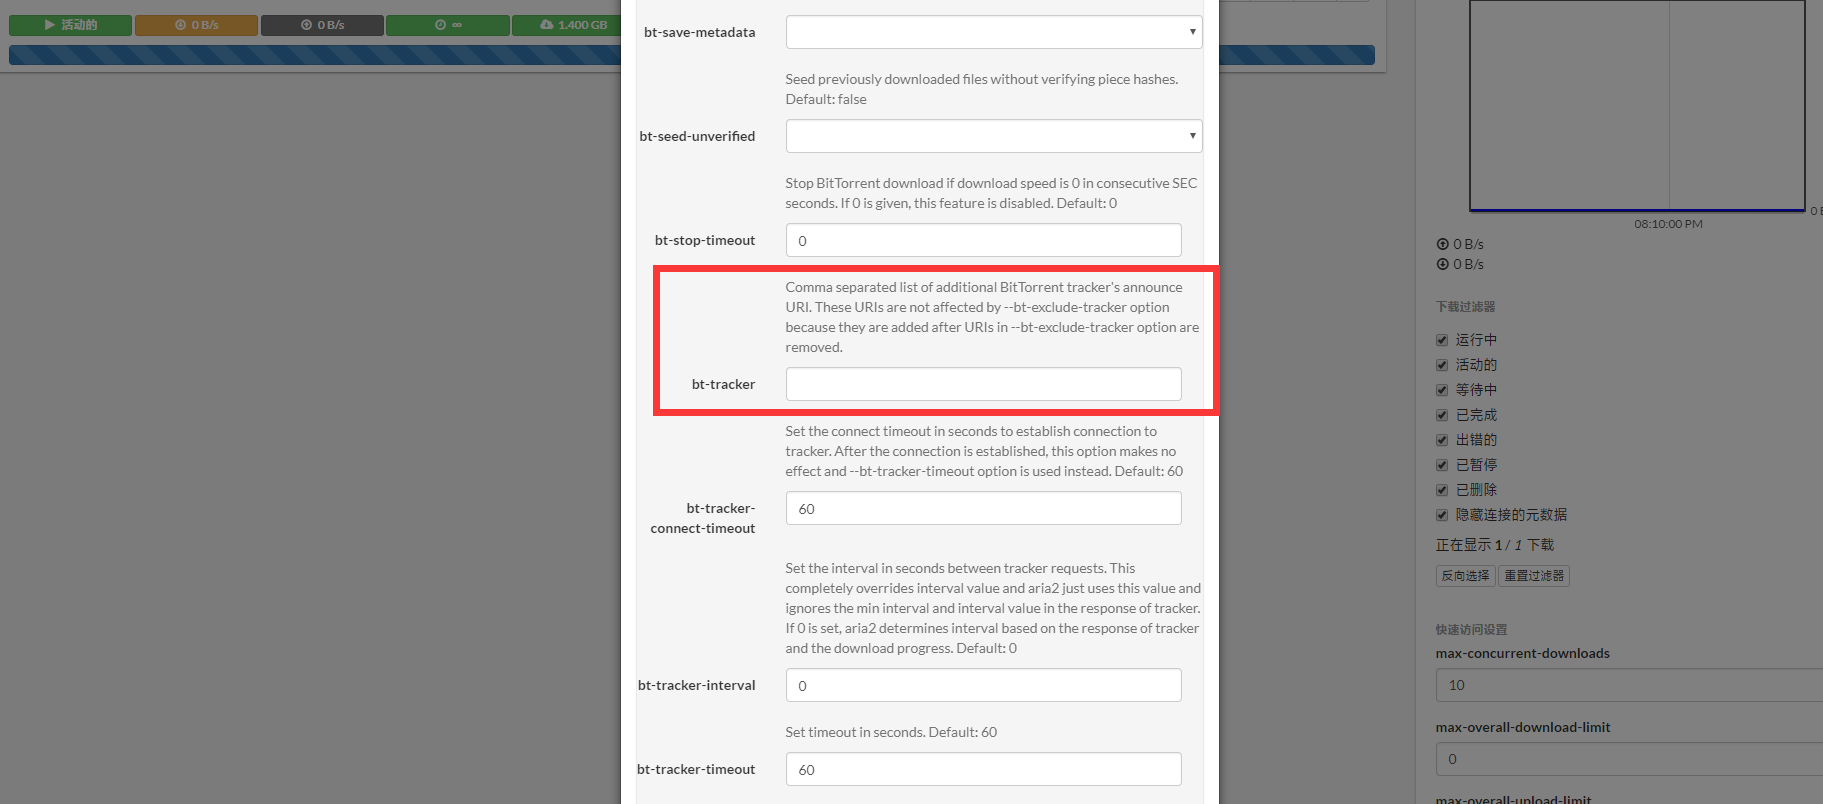 活动的
0 B/s
0 B/s
∞
1.400 GB
bt-save-metadata
Seed previously downloaded files without verifying piece hashes.
Default: false
bt-seed-unverified
Stop BitTorrent download if download speed is 0 in consecutive SEC
seconds. If 0 is given, this feature is disabled. Default: 0
bt-stop-timeout
0
Comma separated list of additional BitTorrent tracker's announce
URI. These URIs are not affected by --bt-exclude-tracker option
because they are added after URIs in --bt-exclude-tracker option are
removed.
bt-tracker
Set the connect timeout in seconds to establish connection to
tracker. After the connection is established, this option makes no
effect and --bt-tracker-timeout option is used instead. Default: 60
bt-tracker-
connect-timeout
60
Set the interval in seconds between tracker requests. This
completely overrides interval value and aria2 just uses this value and
ignores the min interval and interval value in the response of tracker.
If 0 is set, aria2 determines interval based on the response of tracker
and the download progress. Default: 0
bt-tracker-interval
0
Set timeout in seconds. Default: 60
bt-tracker-timeout
60
0 B
08:10:00 PM
0 B/s
0 B/s
下载过滤器
运行中
活动的
等待中
已完成
出错的
已暂停
已删除
隐藏连接的元数据
正在显示 1 / 1 下载
反向选择 重置过滤器
快速访问设置
max-concurrent-downloads
10
max-overall-download-limit
0
max-overall-upload-limit